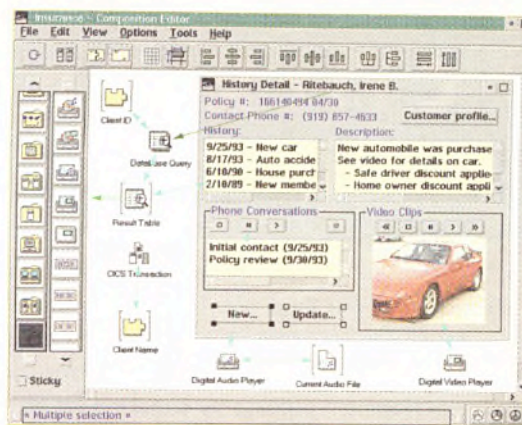 Insurance - Composition Editor
File Edit View Options Tools Help
History Detail - Ritebauch, Irene B.
Policy #: 166140494 04/30
Contact Phone #: (919) 857-4633
Customer profile...
History:
9/25/93 - New car
8/17/93 - Auto accide
6/10/90 - House purch
2/10/89 - New membe
Description:
New automobile was purchase
See video for details on car.
- Safe driver discount applie
- Home owner discount appli
Phone Conversations
Initial contact (9/25/93)
Policy review (9/30/93)
Video Clips
New...
Update...
Client ID
Database Query
Result Table
CICS Transaction
Client Name
Digital Audio Player
Current Audio File
Digital Video Player
Sticky
* Multiple selection *